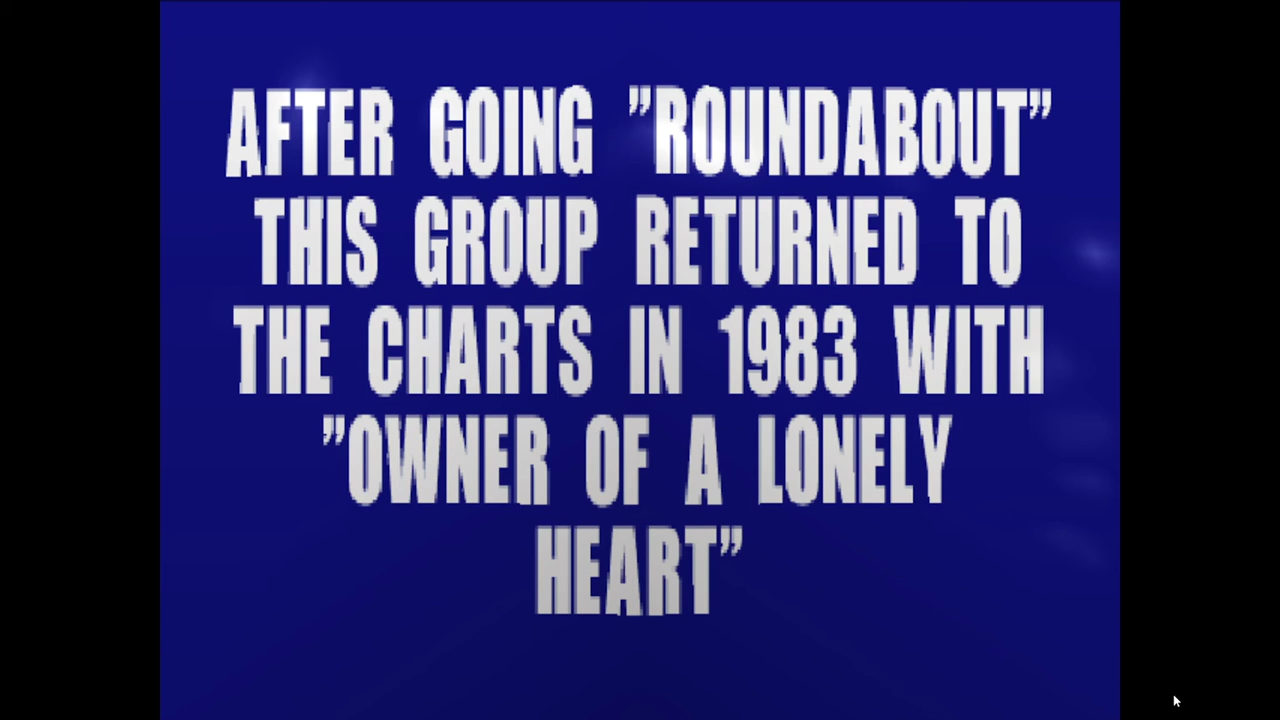 AFTER GOING "ROUNDABOUT"
THIS GROUP RETURNED TO
THE CHARTS IN 1983 WITH
"OWNER OF A LONELY
HEART"